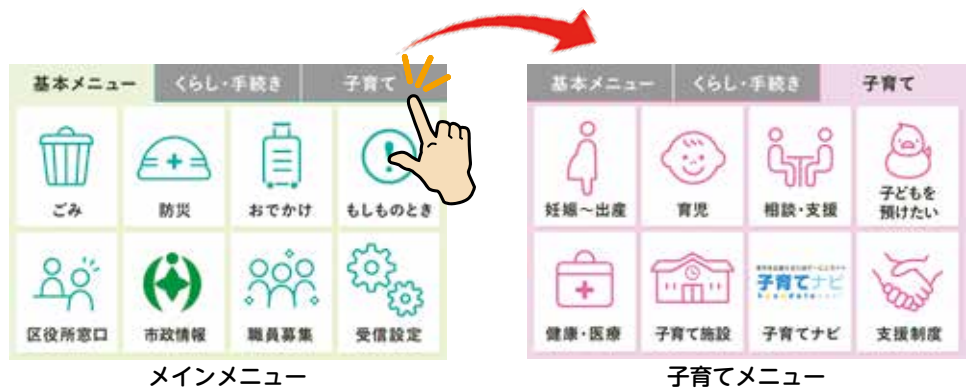 基本メニュー くらし・手続き 子育て
ごみ 防災 おでかけ もしものとき
区役所窓口 市政情報 職員募集 受信設定
メインメニュー
基本メニュー くらし・手続き 子育て
妊娠～出産 育児 相談・支援 子どもを
預けたい
子育てナビ
健康・医療 子育て施設 子育てナビ 支援制度
子育てメニュー